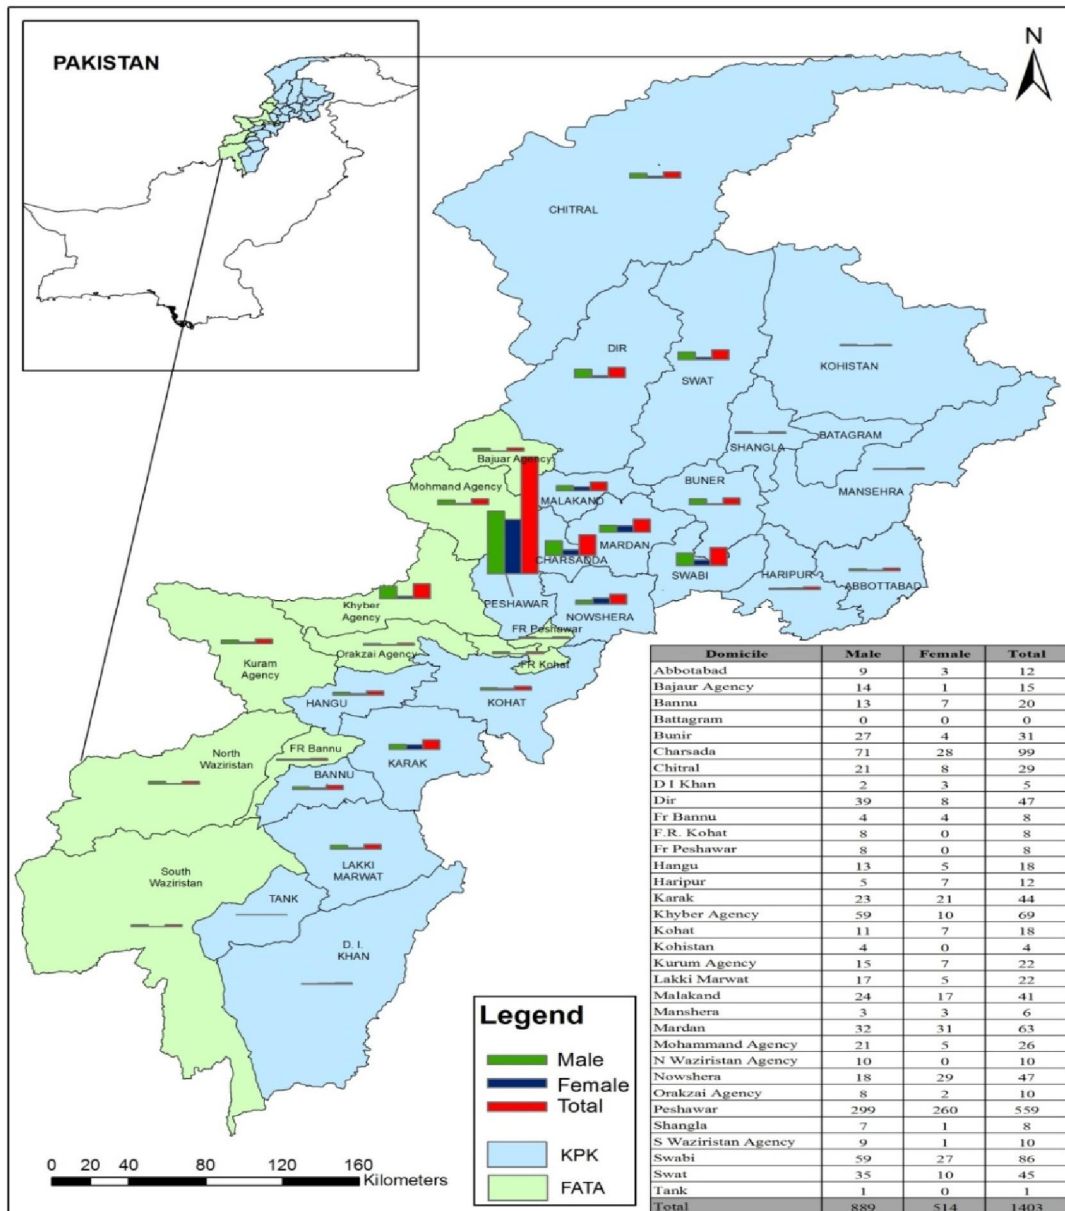 PAKISTAN
N
CHITRAL
DIR
SWAT
KOHISTAN
SHANGLA
BATAGRAM
Bajuar Agency
Mohmand Agency
MALAKAND
BUNER
MANSEHRA
MARDAN
CHARSADDA
SWABI
HARIPUR
ABBOTTABAD
PESHAWAR
NOWSHERA
Khyber
Agency
FR Peshawar
Orakzai Agency
FR Kohat
Kuram
Agency
HANGU
KOHAT
North
Waziristan
FR Bannu
BANNU
KARAK
LAKKI
MARWAT
South
Waziristan
TANK
D. I.
KHAN
Legend
Male
Female
Total
KPK
FATA
0 20 40 80 120 160
Kilometers
Domicile Male Female Total
Abbotabad 9 3 12
Bajaur Agency 14 1 15
Bannu 13 7 20
Battagram 0 0 0
Bunir 27 4 31
Charsada 71 28 99
Chitral 21 8 29
D I Khan 2 3 5
Dir 39 8 47
Fr Bannu 4 4 8
F.R. Kohat 8 0 8
Fr Peshawar 8 0 8
Hangu 13 5 18
Haripur 5 7 12
Karak 23 21 44
Khyber Agency 59 10 69
Kohat 11 7 18
Kohistan 4 0 4
Kurum Agency 15 7 22
Lakki Marwat 17 5 22
Malakand 24 17 41
Manshera 3 3 6
Mardan 32 31 63
Mohammand Agency 21 5 26
N Waziristan Agency 10 0 10
Nowshera 18 29 47
Orakzai Agency 8 2 10
Peshawar 299 260 559
Shangla 7 1 8
S Waziristan Agency 9 1 10
Swabi 59 27 86
Swat 35 10 45
Tank 1 0 1
Total 889 514 1403